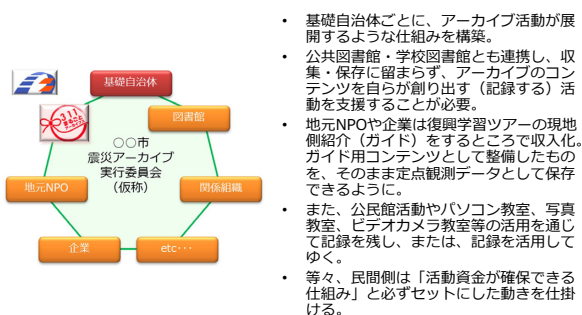 基礎自治体
図書館
関係組織
etc・・・
企業
地元NPO
○○市
震災アーカイブ
実行委員会
（仮称）
• 基礎自治体ごとに、アーカイブ活動が展
開するような仕組みを構築。
• 公共図書館・学校図書館とも連携し、収
集・保存に留まらず、アーカイブのコン
テンツを自らが創り出す（記録する）活
動を支援することが必要。
• 地元NPOや企業は復興学習ツアーの現地
側紹介（ガイド）をするところで収入化。
ガイド用コンテンツとして整備したもの
を、そのまま定点観測データとして保存
できるように。
• また、公民館活動やパソコン教室、写真
教室、ビデオカメラ教室等の活用を通じ
て記録を残し、または、記録を活用して
ゆく。
• 等々、民間側は「活動資金が確保できる
仕組み」と必ずセットにした動きを仕掛
ける。